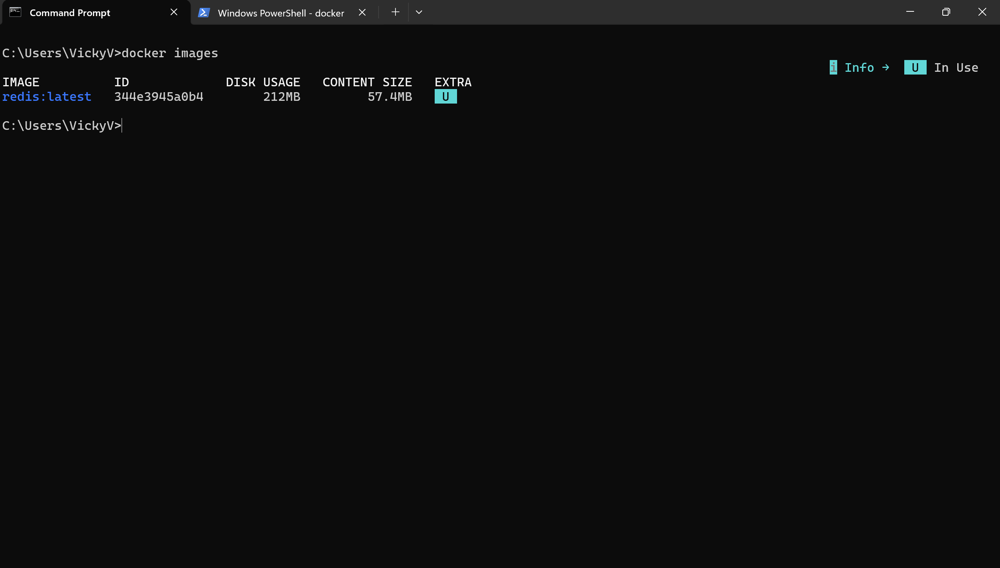 Command Prompt
Windows PowerShell - docker
C:\Users\VickyV>docker images
i Info → U In Use
IMAGE ID DISK USAGE CONTENT SIZE EXTRA
redis:latest 344e3945a0b4 212MB 57.4MB U
C:\Users\VickyV>